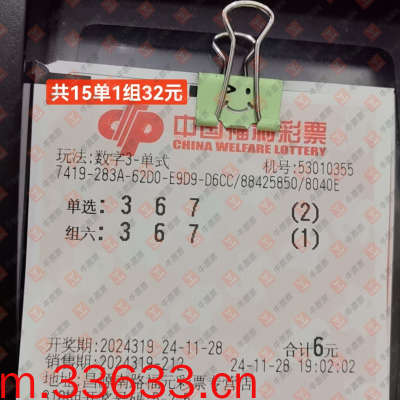 共15单1组32元
中国福利彩票
CHINA WELFARE LOTTERY
玩法:数字3-单式 机号:53010355
7419-283A-62D0-E9D9-D6CC/88425850/8040E
单选: 3 6 7 (2)
组六: 3 6 7 (1)
开奖期:2024319 24-11-28 合计6元
销售期:2024319-212 24-11-28 19:02:02
m.33633.cn